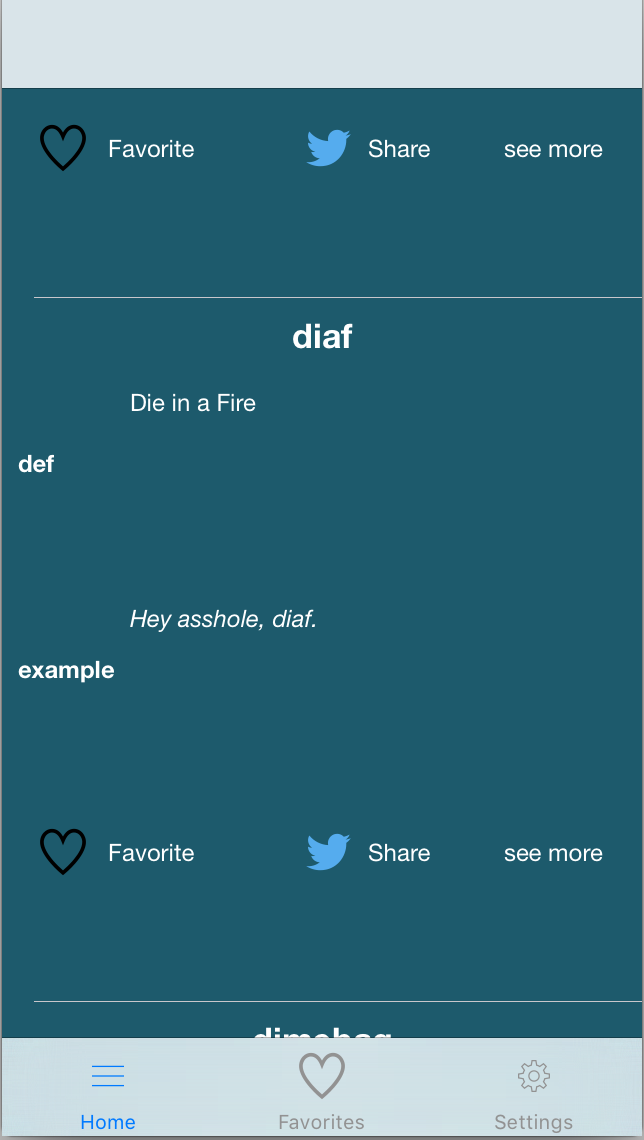 Favorite Share see more
diaf
Die in a Fire
def
Hey asshole, diaf.
example
Favorite Share see more
dimebag
Home Favorites Settings